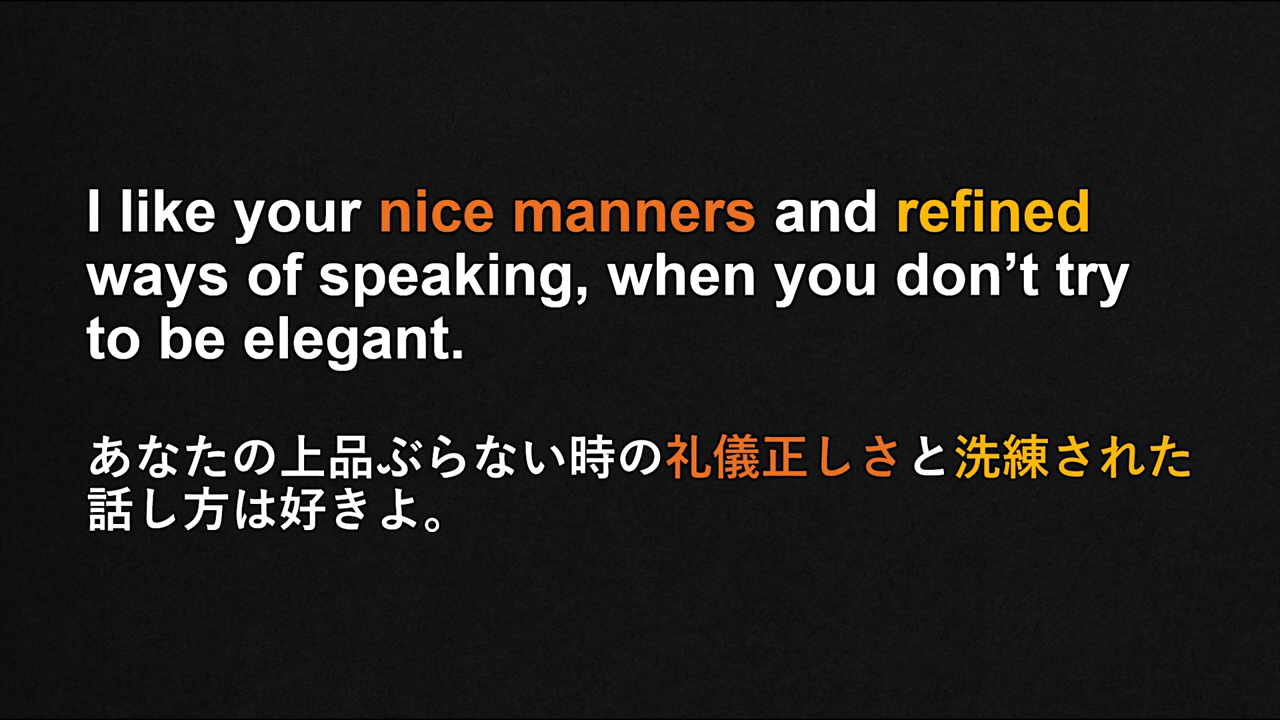 I like your nice manners and refined
ways of speaking, when you don’t try
to be elegant.
あなたの上品ぶらない時の礼儀正しさと洗練された
話し方は好きよ。